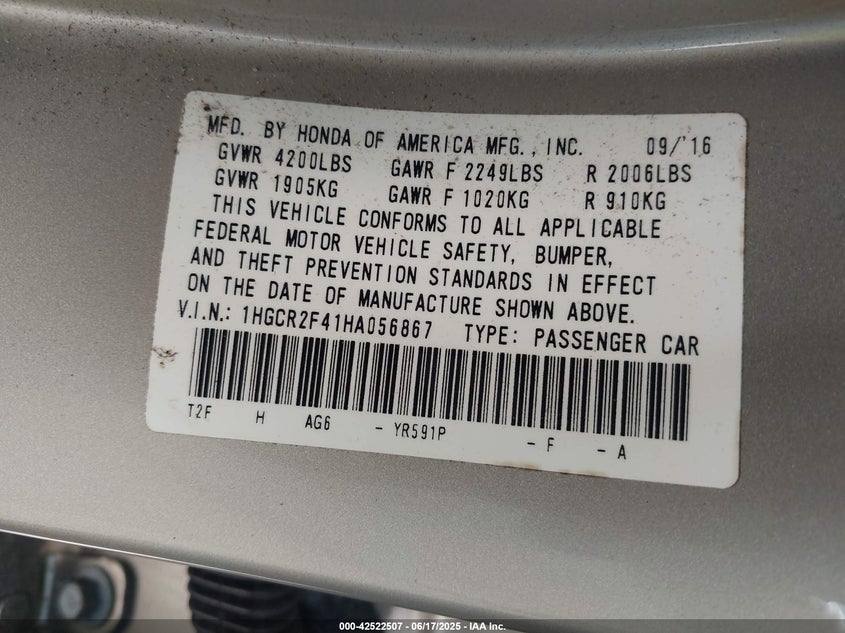 MFD. BY HONDA OF AMERICA MFG., INC. 09/'16
GVWR 4200LBS GAWR F 2249LBS R 2006LBS
GVWR 1905KG GAWR F 1020KG R 910KG
THIS VEHICLE CONFORMS TO ALL APPLICABLE
FEDERAL MOTOR VEHICLE SAFETY, BUMPER,
AND THEFT PREVENTION STANDARDS IN EFFECT
ON THE DATE OF MANUFACTURE SHOWN ABOVE.
V.I.N.: 1HGCR2F41HA056867 TYPE: PASSENGER CAR
T2F H AG6 - YR591P - F - A
000-42522507 - 06/17/2025 - IAA Inc.